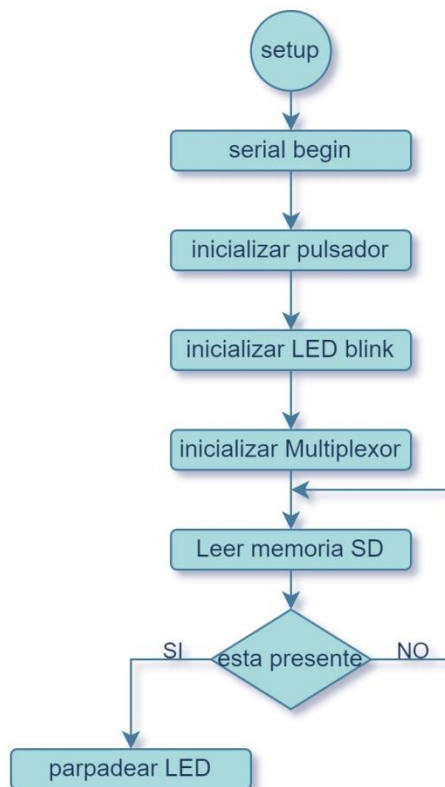 setup
serial begin
inicializar pulsador
inicializar LED blink
inicializar Multiplexor
Leer memoria SD
SI
esta presente
NO
parpadear LED